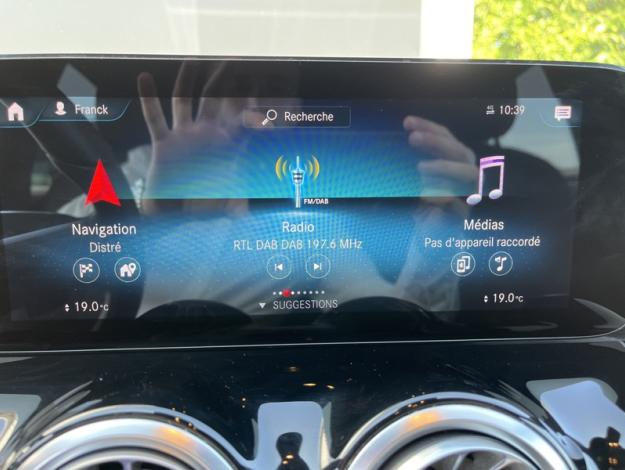 Franck
Recherche
4G 10:39
FM/DAB
Navigation
Distré
Radio
RTL DAB DAB 197.6 MHz
Médias
Pas d'appareil raccordé
19.0°C
SUGGESTIONS
19.0°C